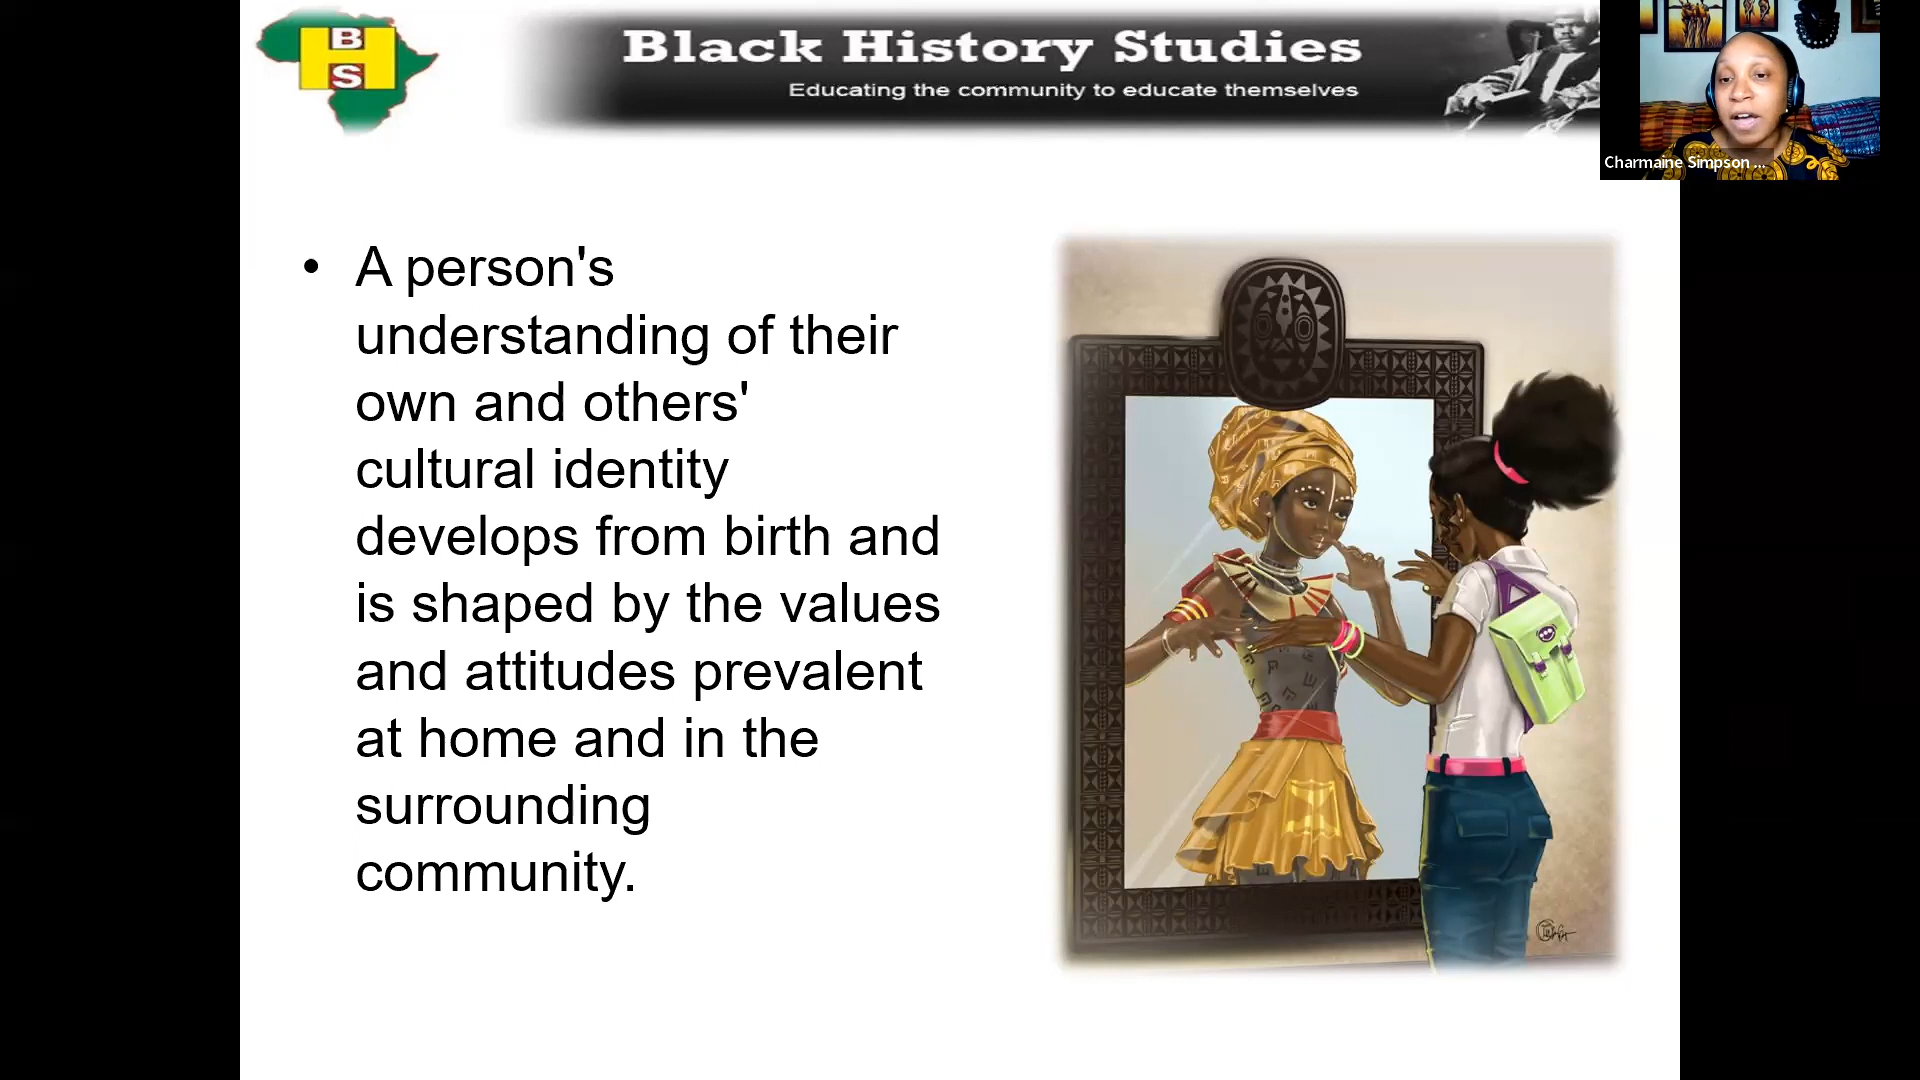 B
H
S
Black History Studies
Educating the community to educate themselves
Charmaine Simpson ...
• A person's
understanding of their
own and others'
cultural identity
develops from birth and
is shaped by the values
and attitudes prevalent
at home and in the
surrounding
community.